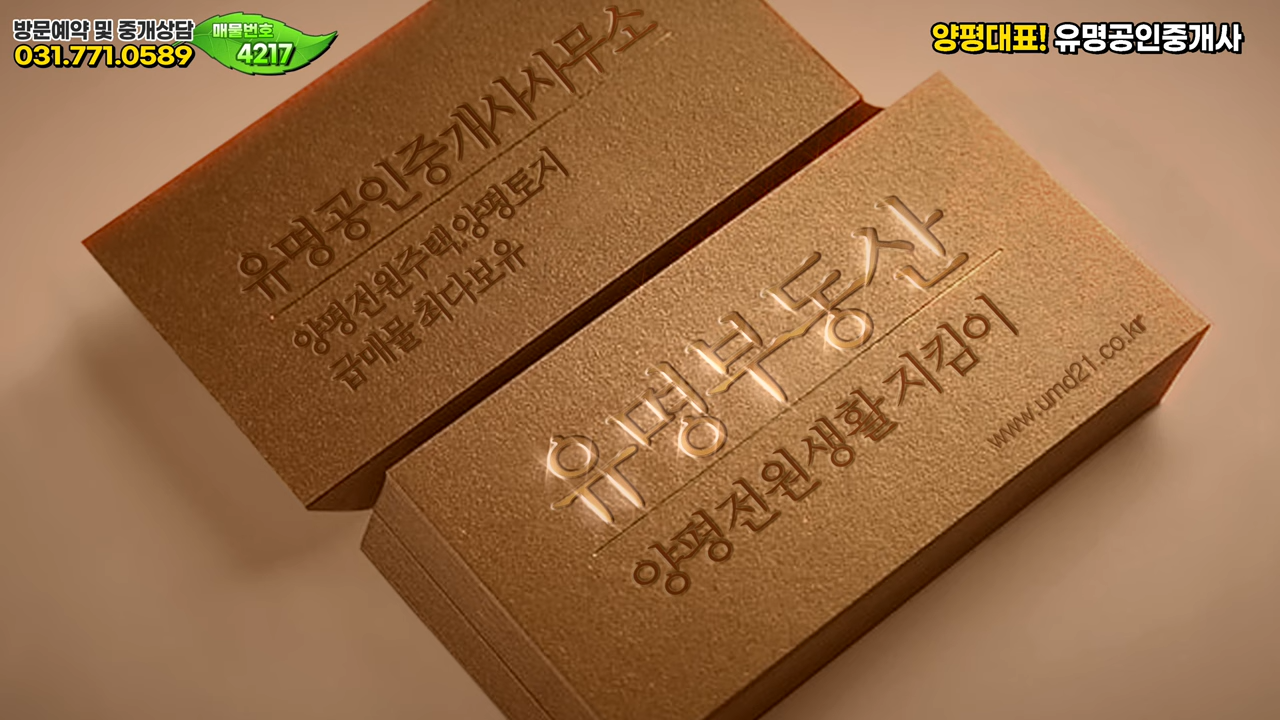 방문예약 및 중개상담
031.771.0589
매물번호
4217
양평대표! 유명공인중개사
유명공인중개사사무소
양평전원주택,양평토지
급매물 최다보유
유명부동산
양평전원생활 지킴이
www.umd21.co.kr